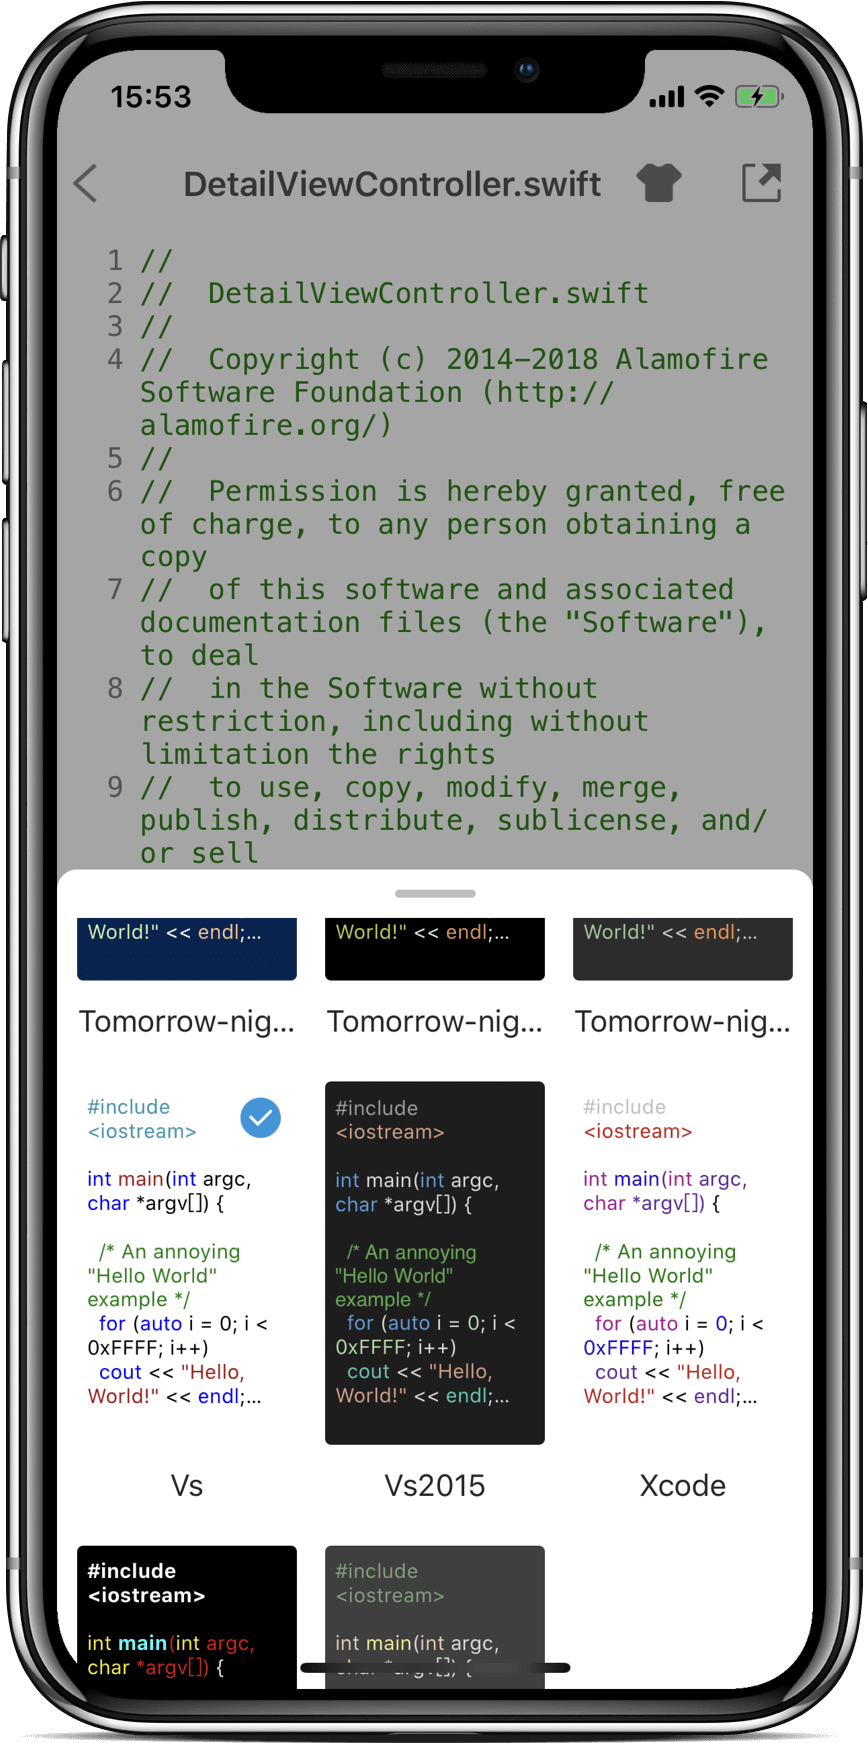 15:53
DetailViewController.swift
1 //
2 //  DetailViewController.swift
3 //
4 //  Copyright (c) 2014–2018 Alamofire
Software Foundation (http://
alamofire.org/)
5 //
6 //  Permission is hereby granted, free
of charge, to any person obtaining a
copy
7 //  of this software and associated
documentation files (the "Software"),
to deal
8 //  in the Software without
restriction, including without
limitation the rights
9 //  to use, copy, modify, merge,
publish, distribute, sublicense, and/
or sell
World!" << endl;...
World!" << endl;...
World!" << endl;...
Tomorrow-nig...
Tomorrow-nig...
Tomorrow-nig...
#include
<iostream>
int main(int argc,
char *argv[]) {
/* An annoying
"Hello World"
example */
for (auto i = 0; i <
0xFFFF; i++)
cout << "Hello,
World!" << endl;...
Vs
#include
<iostream>
int main(int argc,
char *argv[]) {
/* An annoying
"Hello World"
example */
for (auto i = 0; i <
0xFFFF; i++)
cout << "Hello,
World!" << endl;...
Vs2015
#include
<iostream>
int main(int argc,
char *argv[]) {
/* An annoying
"Hello World"
example */
for (auto i = 0; i <
0xFFFF; i++)
cout << "Hello,
World!" << endl;...
Xcode
#include
<iostream>
int main(int argc,
char *argv[]) {
#include
<iostream>
int main(int argc,
char *argv[]) {